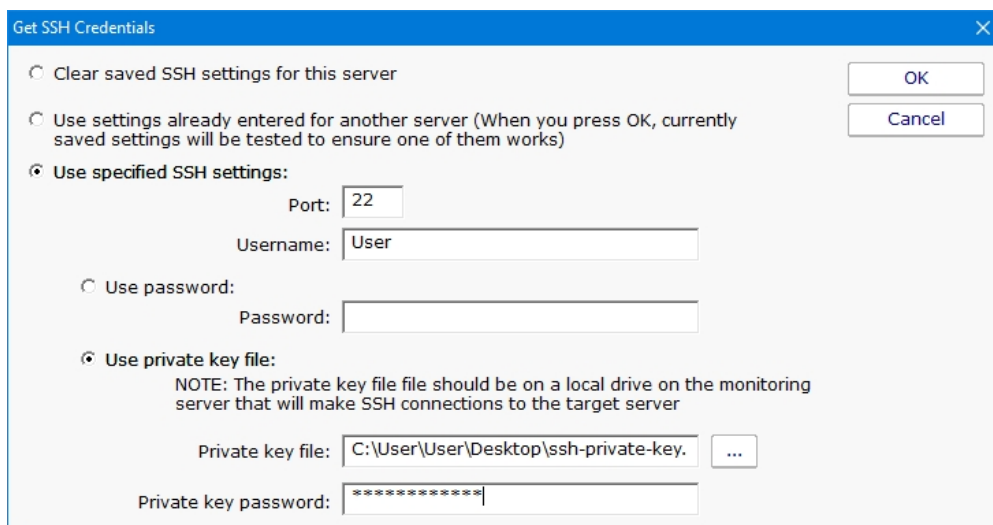 Get SSH Credentials
Clear saved SSH settings for this server
OK
Use settings already entered for another server (When you press OK, currently
saved settings will be tested to ensure one of them works)
Cancel
Use specified SSH settings:
Port: 22
Username: User
Use password:
Password:
Use private key file:
NOTE: The private key file file should be on a local drive on the monitoring
server that will make SSH connections to the target server
Private key file: C:\User\User\Desktop\ssh-private-key. ...
Private key password: ************